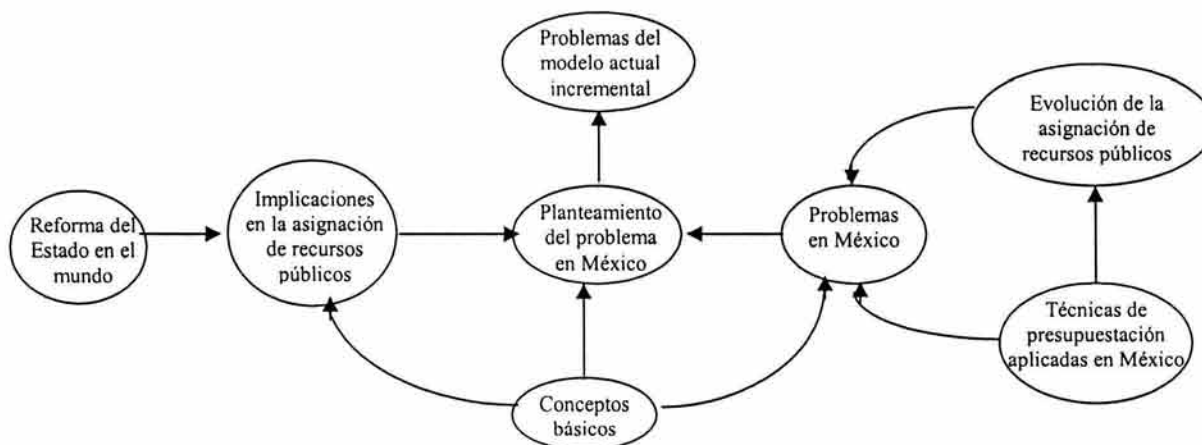 Problemas del
modelo actual
incremental
Evolución de la
asignación de
recursos públicos
Reforma del
Estado en el
mundo
Implicaciones
en la asignación
de recursos
públicos
Planteamiento
del problema
en México
Problemas
en México
Técnicas de
presupuestación
aplicadas en México
Conceptos
básicos